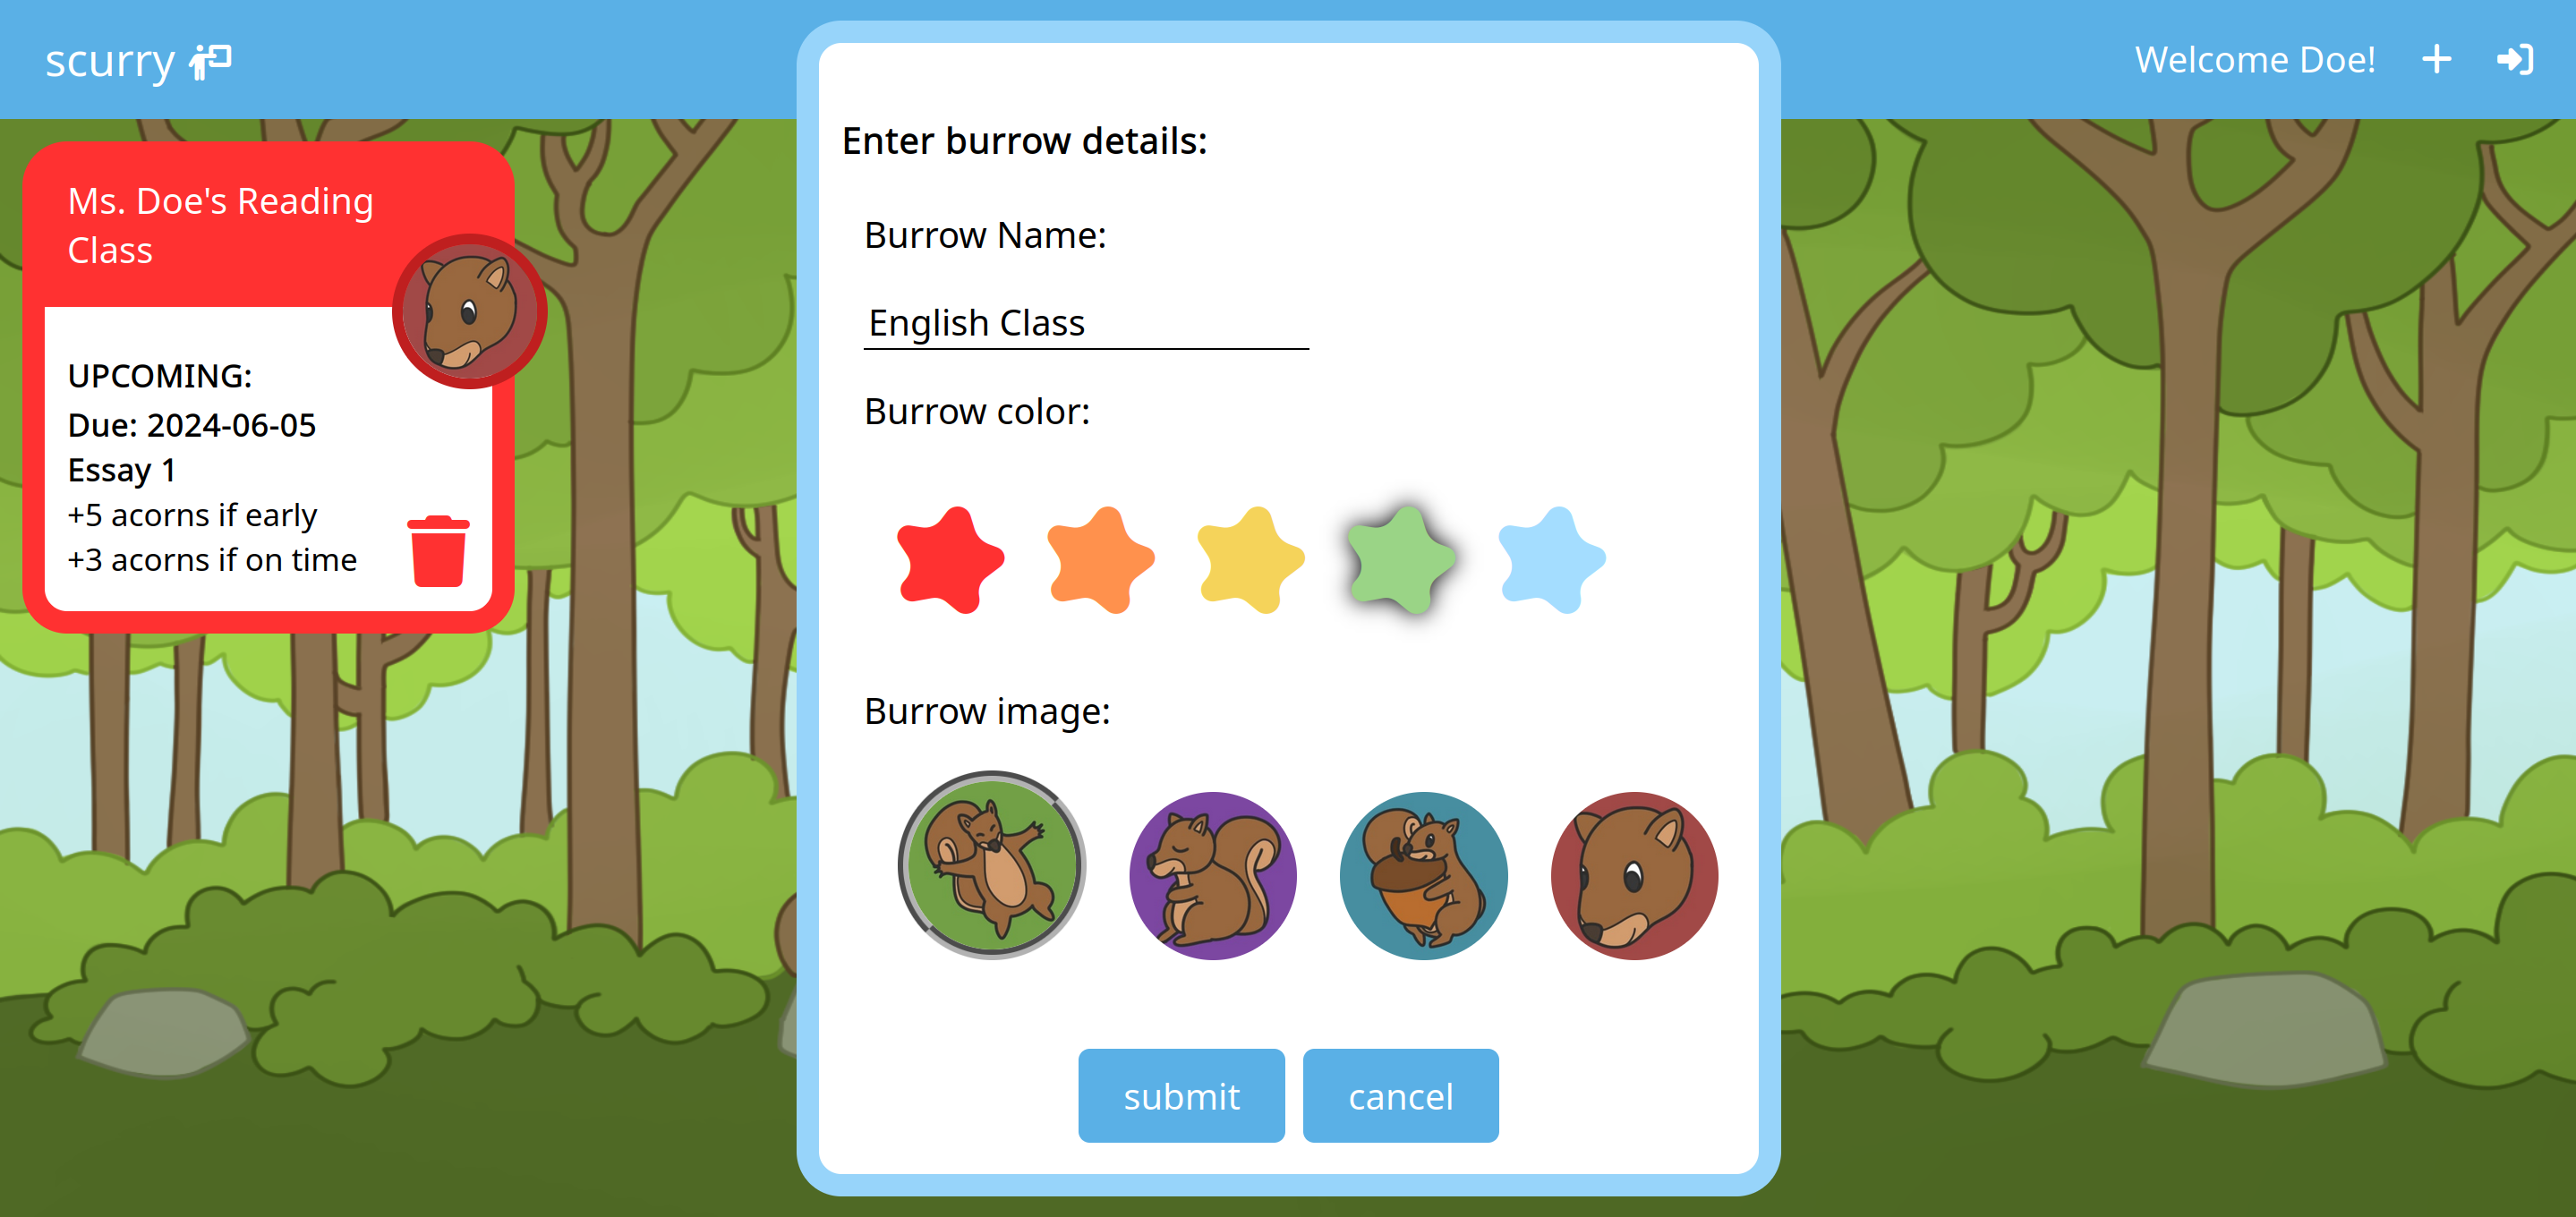 scurry
Welcome Doe!
Ms. Doe's Reading
Class
UPCOMING:
Due: 2024-06-05
Essay 1
+5 acorns if early
+3 acorns if on time
Enter burrow details:
Burrow Name:
English Class
Burrow color:
Burrow image:
submit
cancel